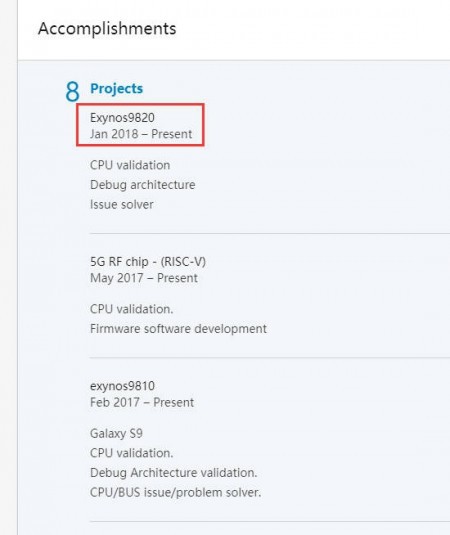 Accomplishments
8 Projects
Exynos9820
Jan 2018 – Present
CPU validation
Debug architecture
Issue solver
5G RF chip - (RISC-V)
May 2017 – Present
CPU validation.
Firmware software development
exynos9810
Feb 2017 – Present
Galaxy S9
CPU validation.
Debug Architecture validation.
CPU/BUS issue/problem solver.